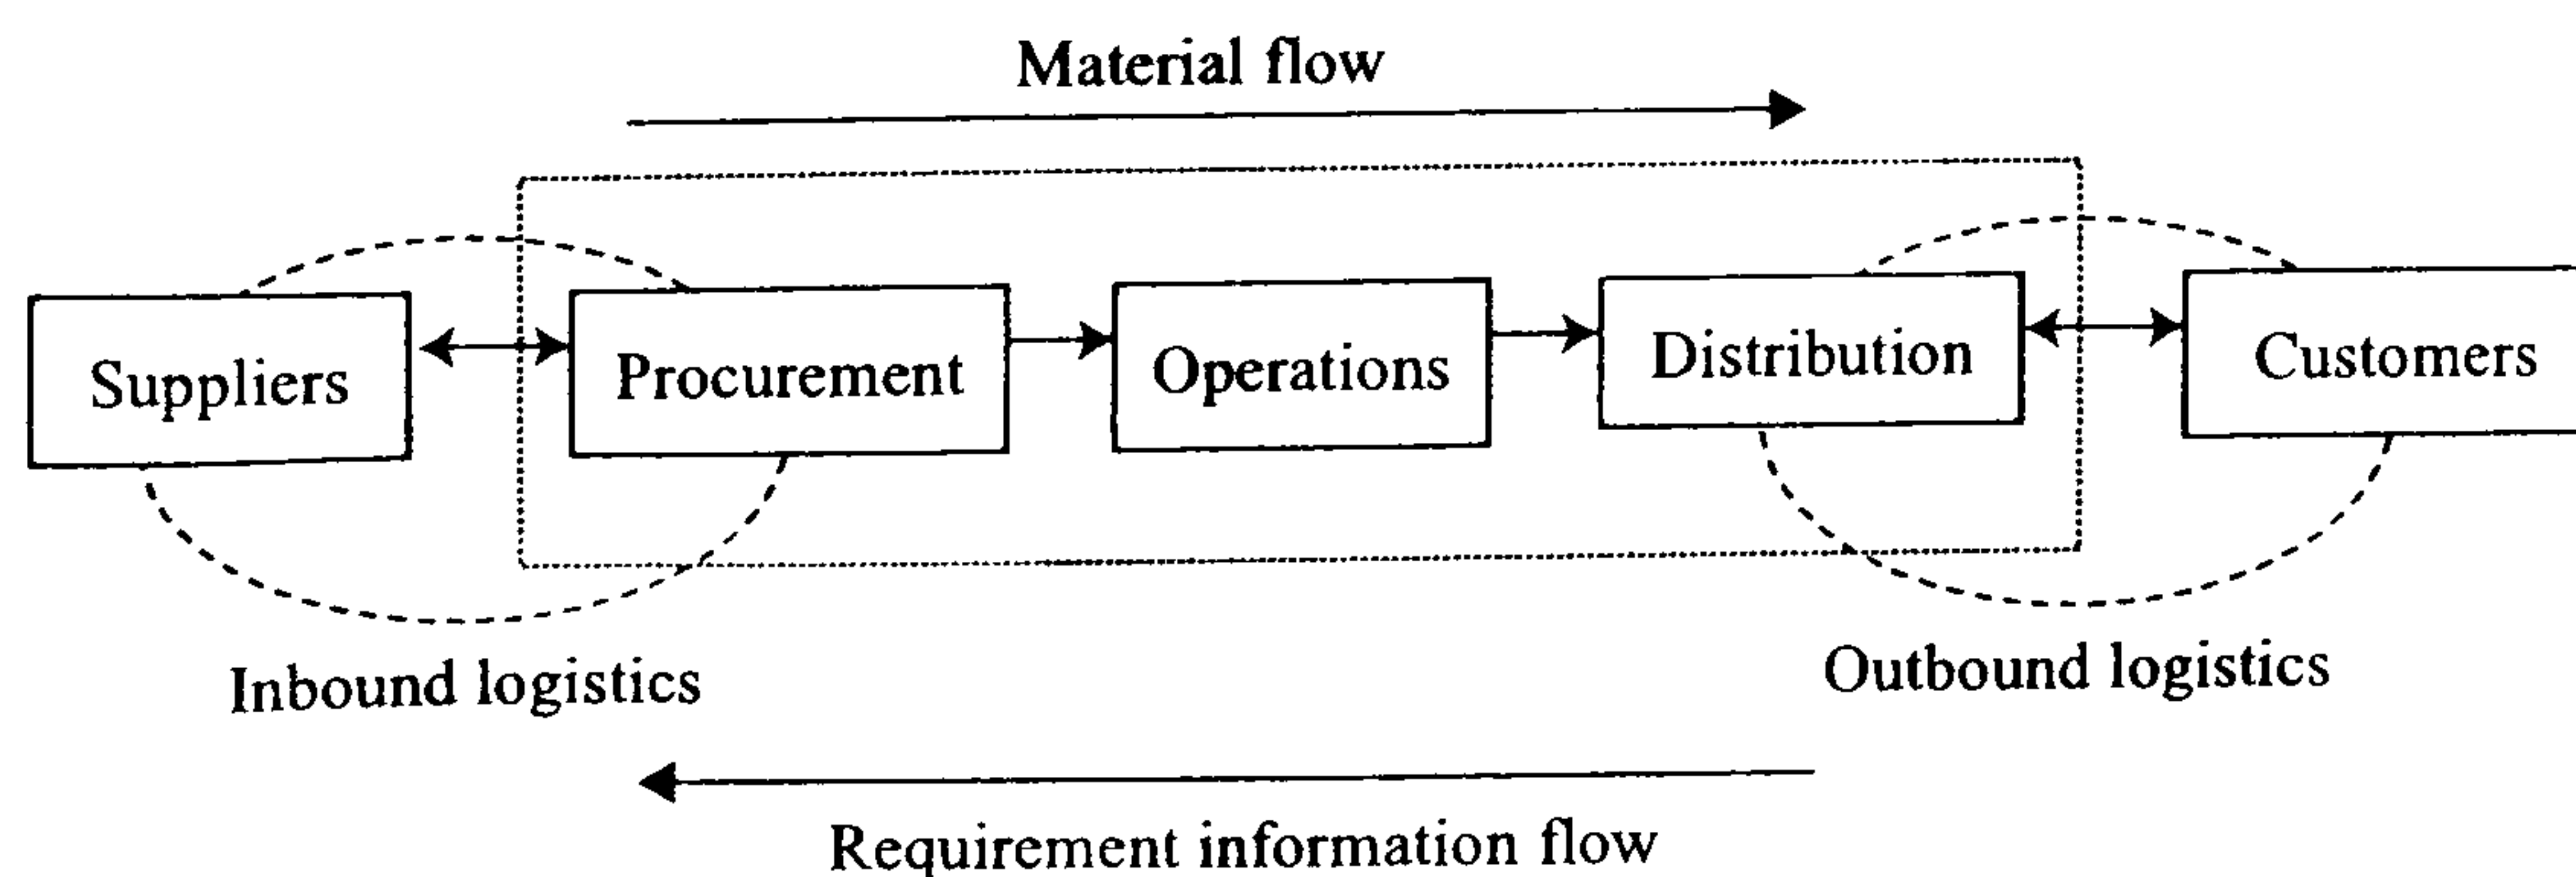 Material flow
Suppliers
Procurement
Operations
Distribution
Customers
Inbound logistics
Outbound logistics
Requirement information flow